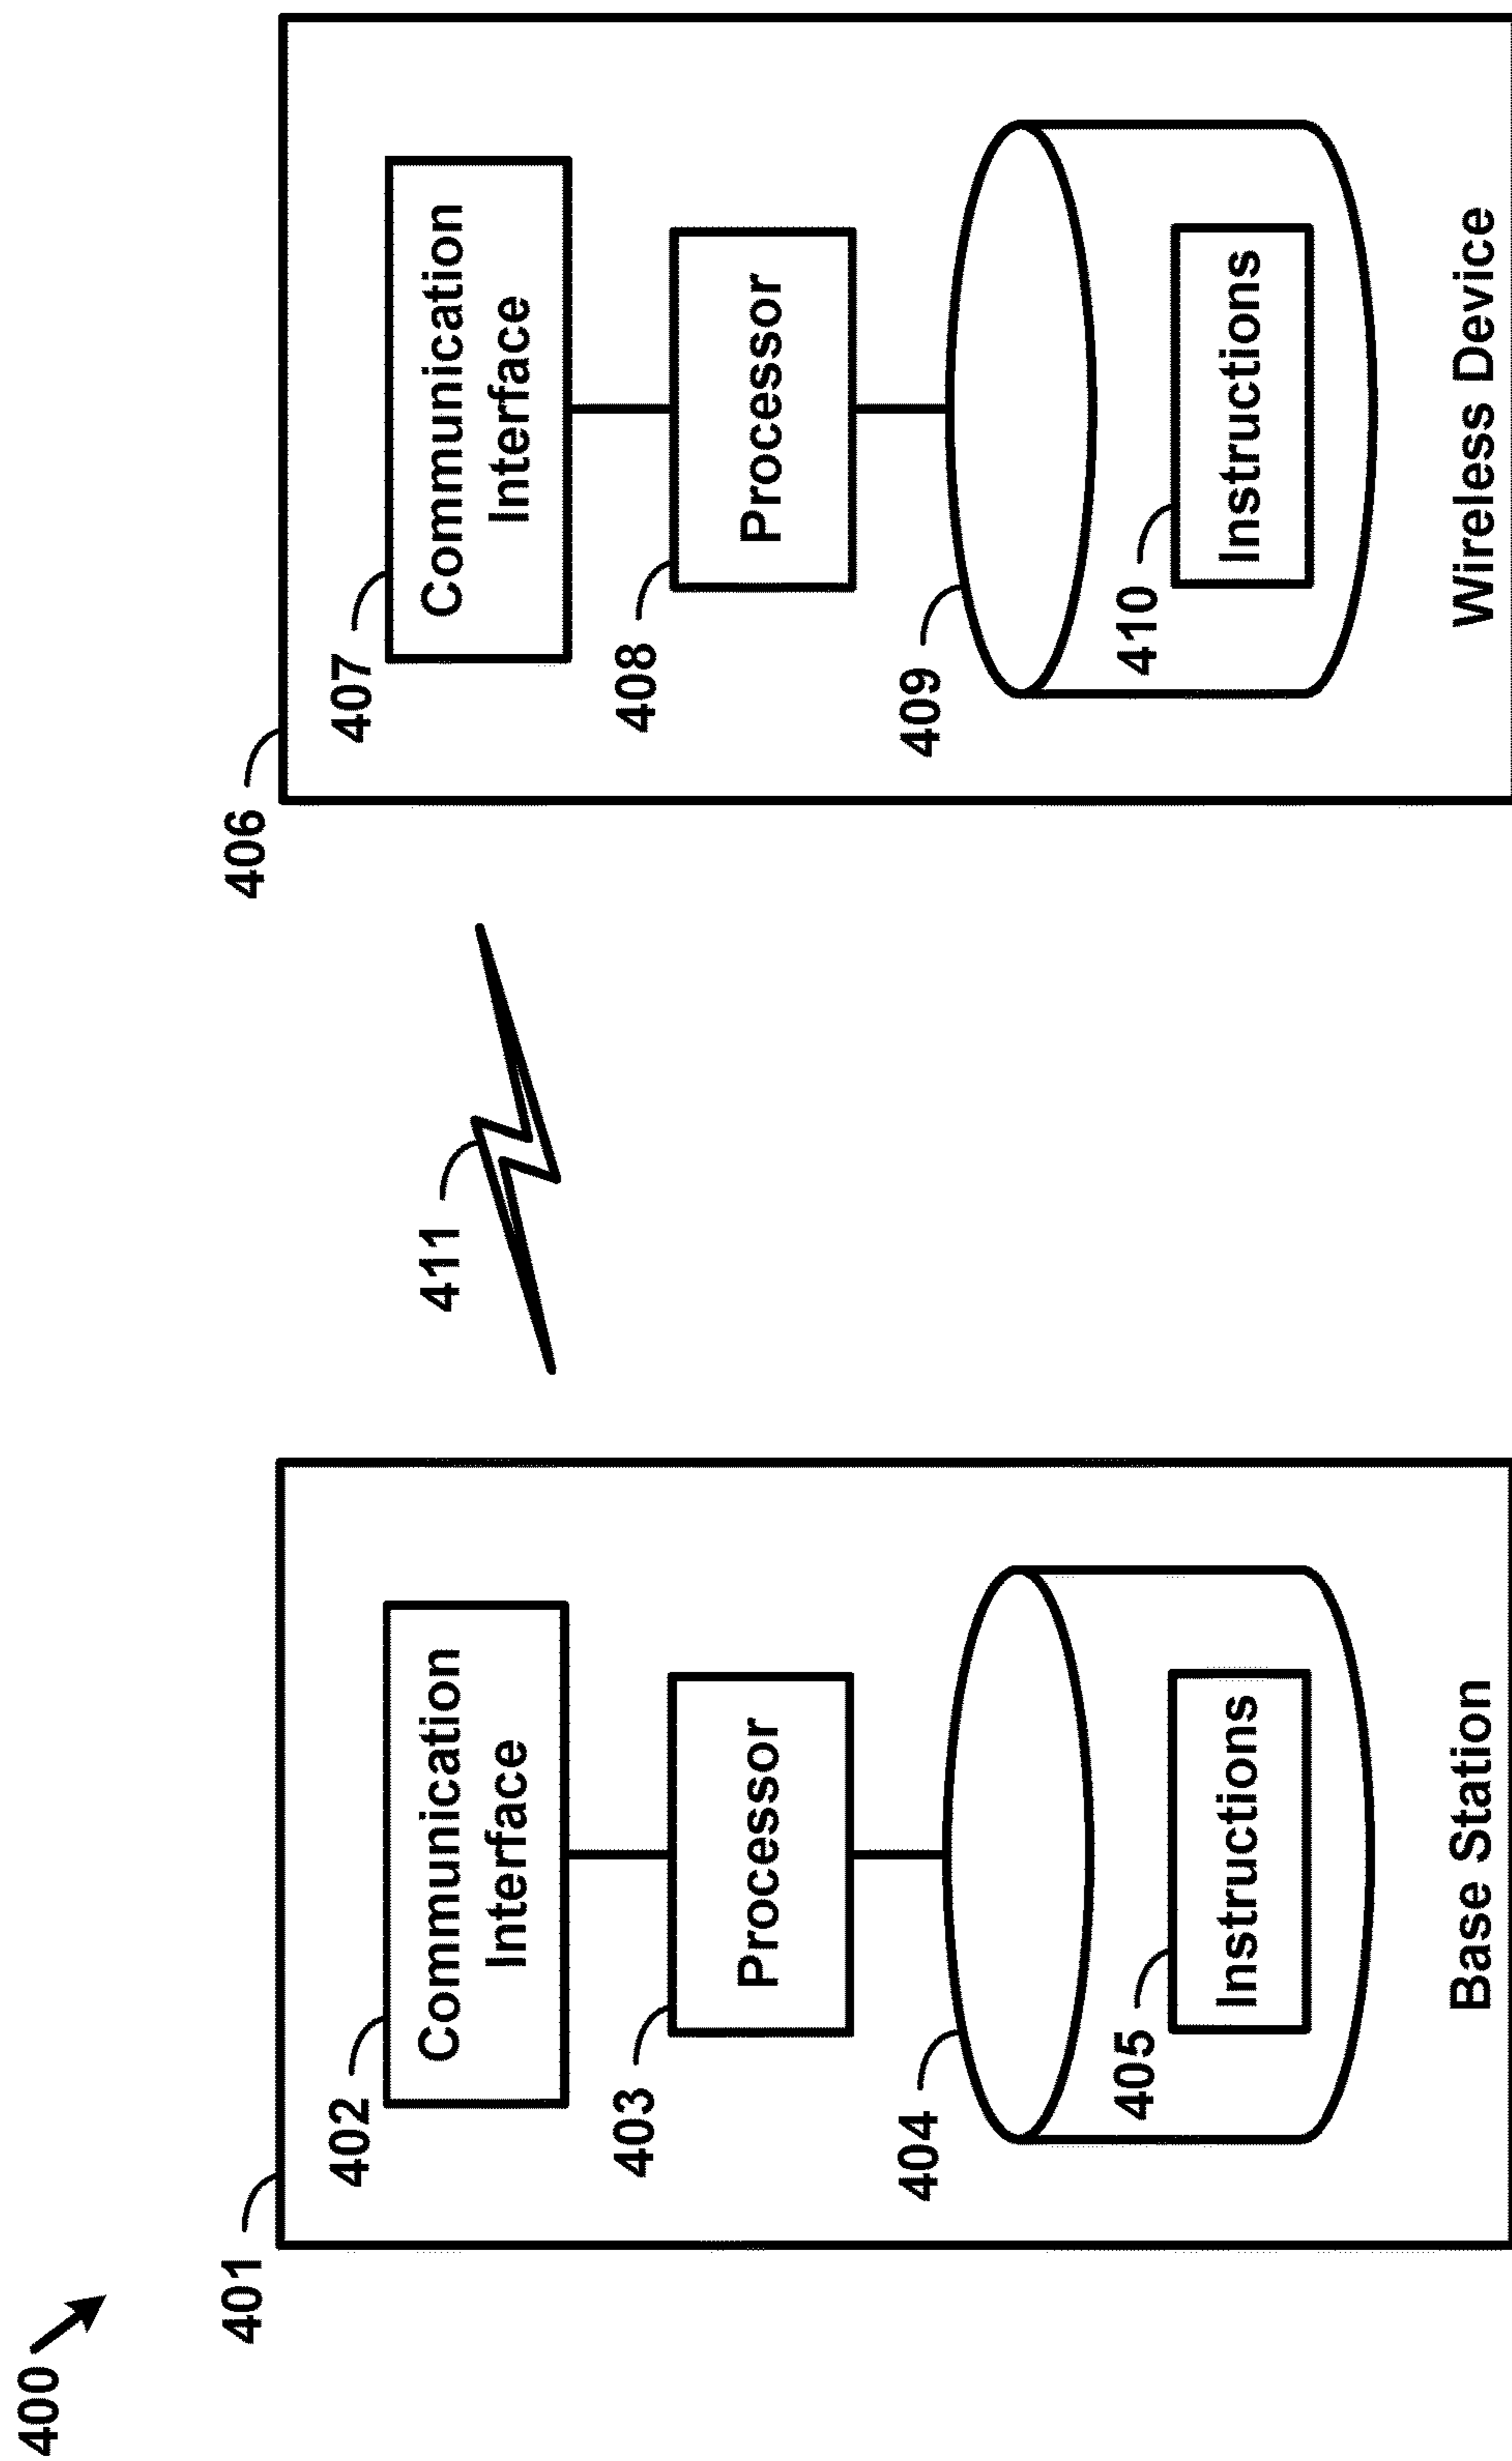 400
401
402
Communication
Interface
403
Processor
404
405
Instructions
Base Station
411
406
407
Communication
Interface
408
Processor
409
410
Instructions
Wireless Device